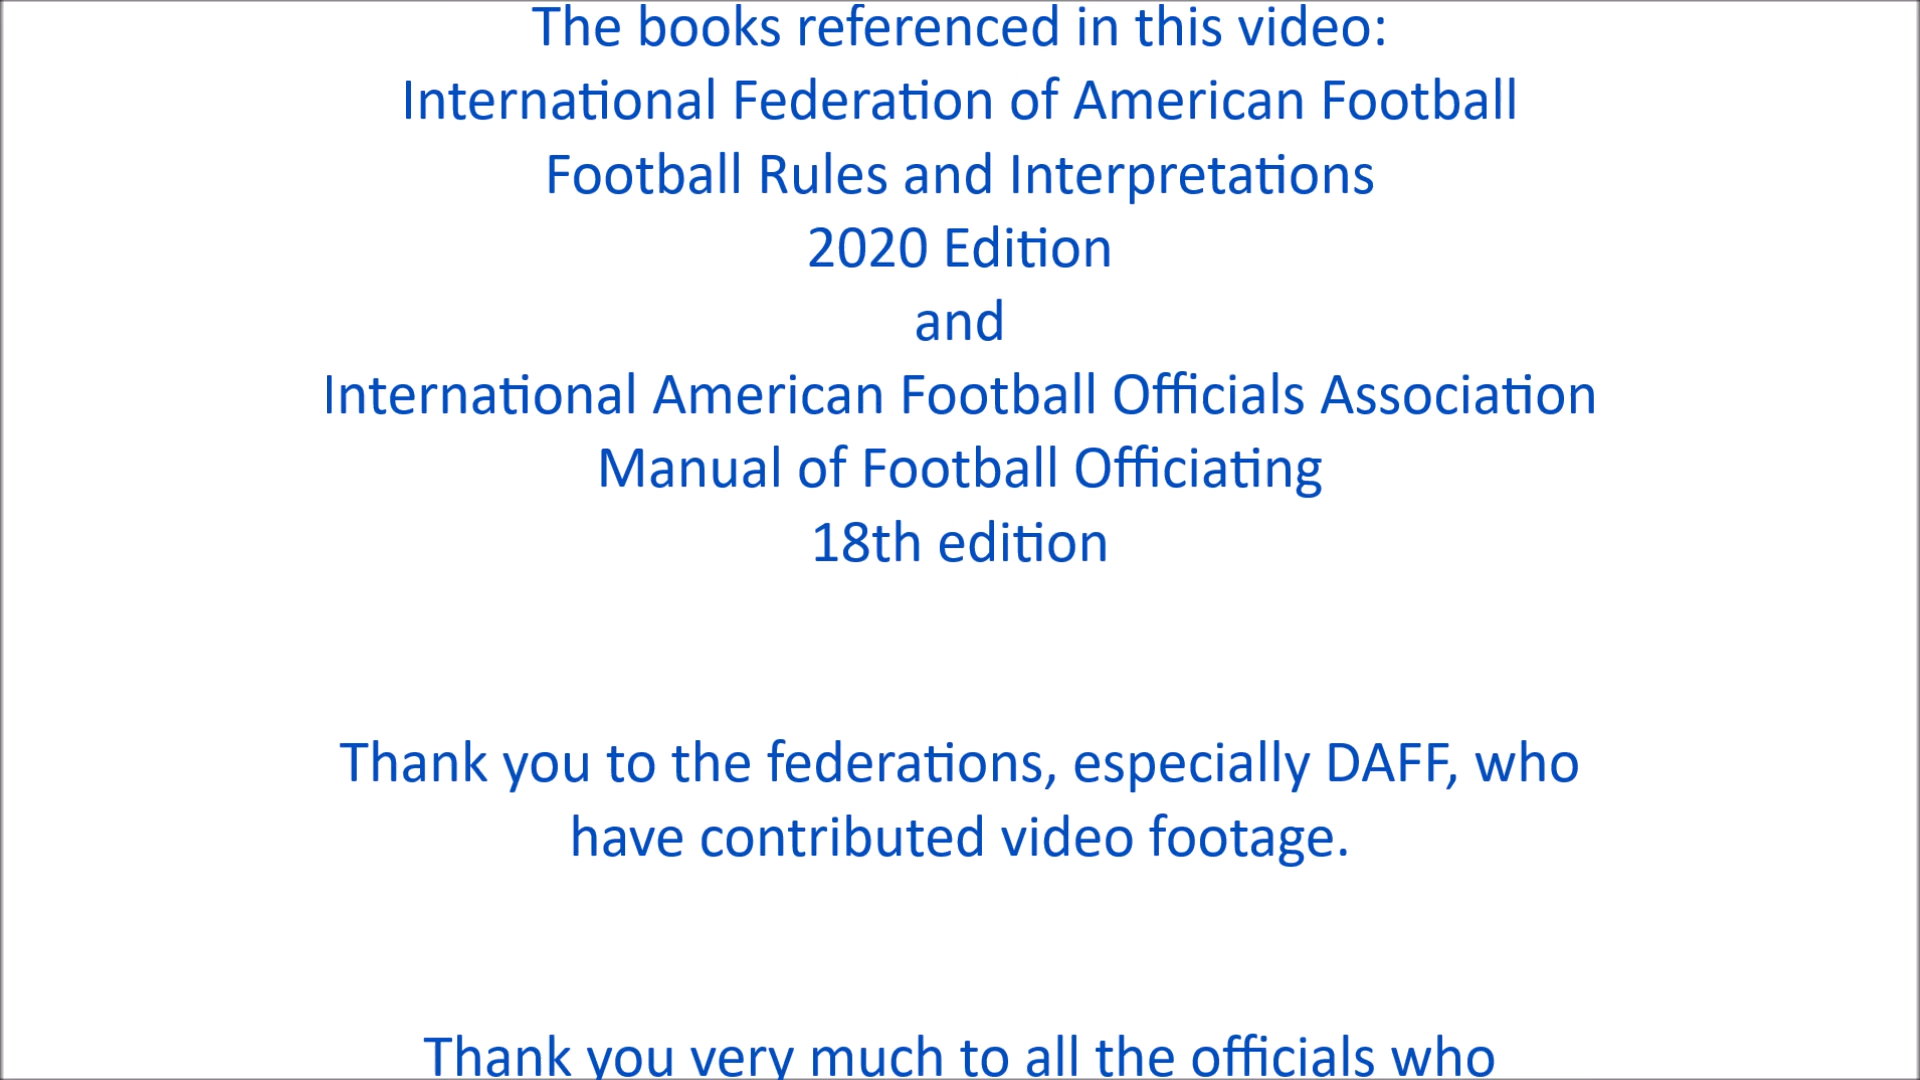 The books referenced in this video:
International Federation of American Football
Football Rules and Interpretations
2020 Edition
and
International American Football Officials Association
Manual of Football Officiating
18th edition
Thank you to the federations, especially DAFF, who
have contributed video footage.
Thank you very much to all the officials who